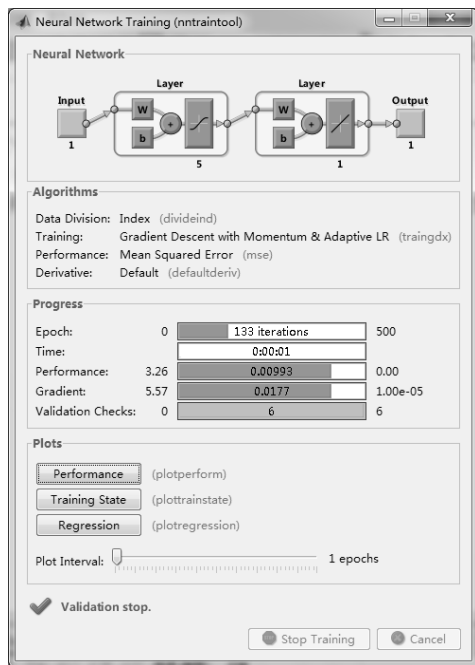 Neural Network Training (nntraintool)
Neural Network
Layer Layer
Input Output
W W
b b
+ +
1 5 1 1
Algorithms
Data Division: Index (divideind)
Training: Gradient Descent with Momentum & Adaptive LR (traingdx)
Performance: Mean Squared Error (mse)
Derivative: Default (defaultderiv)
Progress
Epoch: 0 133 iterations 500
Time: 0:00:01
Performance: 3.26 0.00993 0.00
Gradient: 5.57 0.0177 1.00e-05
Validation Checks: 0 6 6
Plots
Performance (plotperform)
Training State (plottrainstate)
Regression (plotregression)
Plot Interval: 1 epochs
Validation stop.
Stop Training Cancel